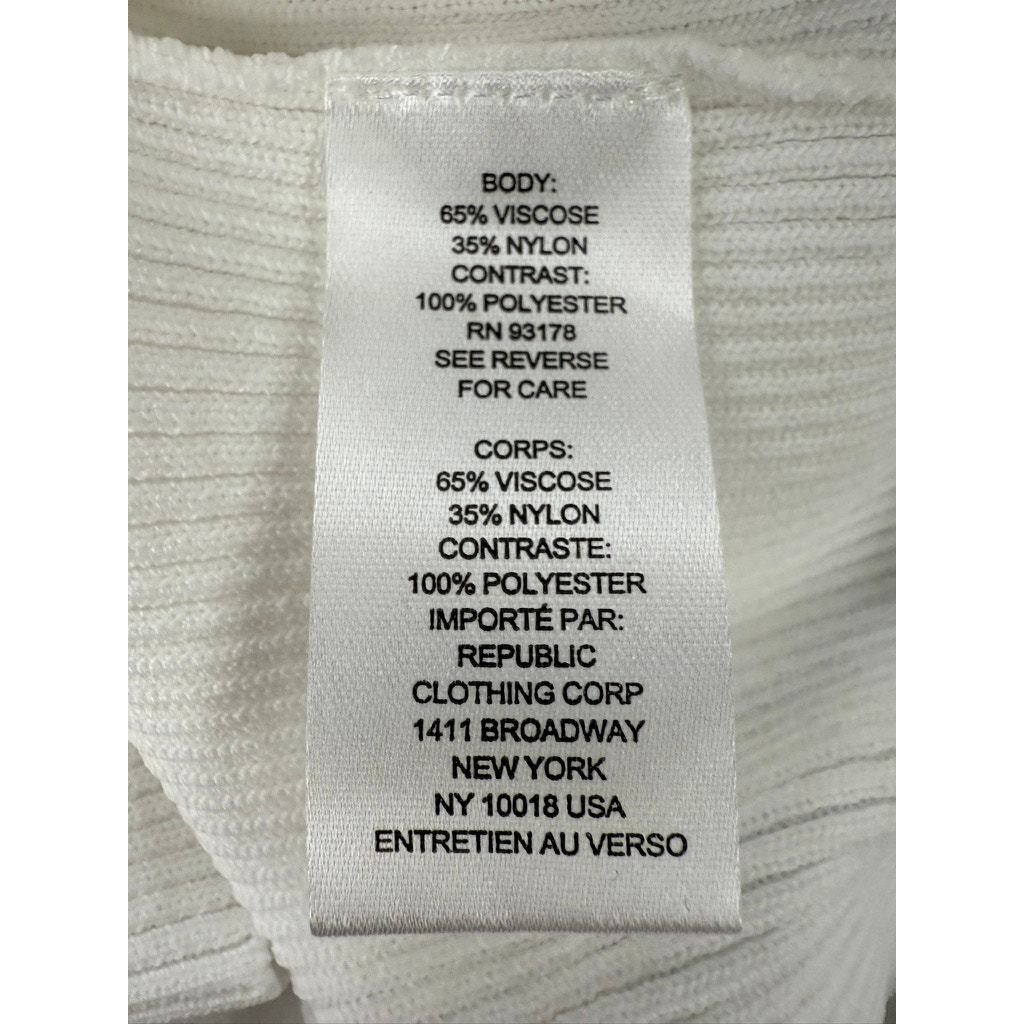 BODY:
65% VISCOSE
35% NYLON
CONTRAST:
100% POLYESTER
RN 93178
SEE REVERSE
FOR CARE
CORPS:
65% VISCOSE
35% NYLON
CONTRASTE:
100% POLYESTER
IMPORTÉ PAR:
REPUBLIC
CLOTHING CORP
1411 BROADWAY
NEW YORK
NY 10018 USA
ENTRETIEN AU VERSO